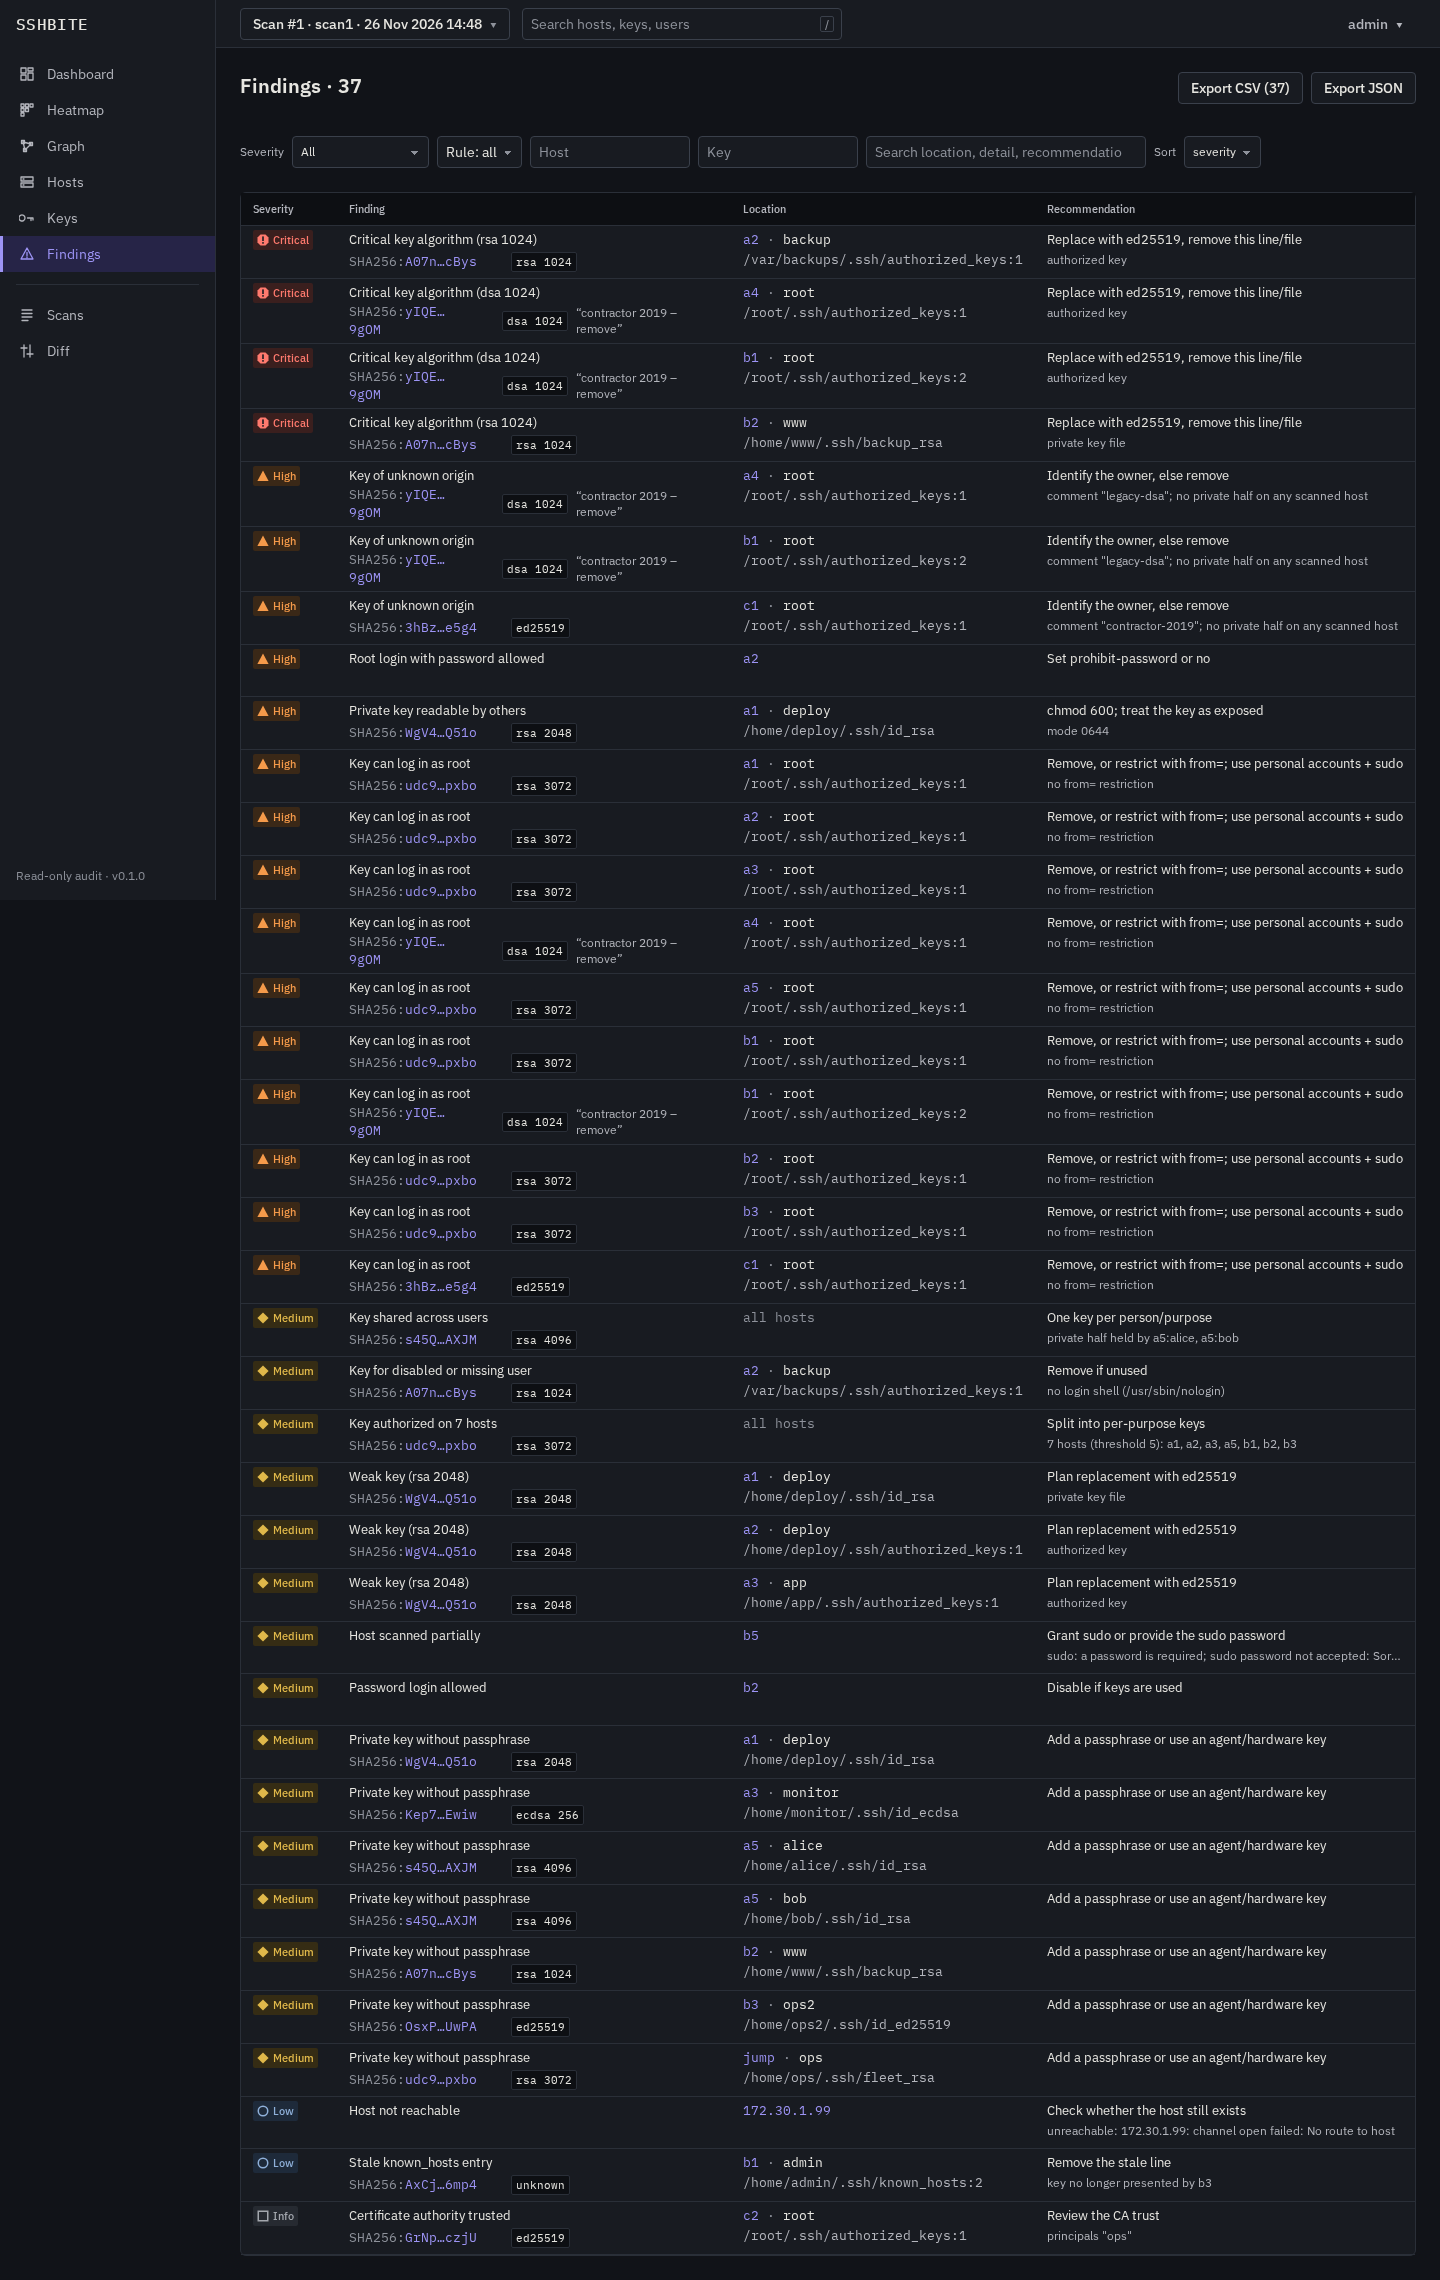 SSHBITE
Scan #1 · scan1 · 26 Nov 2026 14:48 ▾
Search hosts, keys, users
/
admin ▾
Dashboard
Heatmap
Graph
Hosts
Keys
Findings
Scans
Diff
Read-only audit · v0.1.0
Findings · 37
Export CSV (37)
Export JSON
Severity
All
Rule: all
Host
Key
Search location, detail, recommendatio
Sort
severity
Severity Finding Location Recommendation
Critical Critical key algorithm (rsa 1024) a2 · backup Replace with ed25519, remove this line/file
SHA256:A07n…cBys rsa 1024 /var/backups/.ssh/authorized_keys:1 authorized key
Critical Critical key algorithm (dsa 1024) a4 · root Replace with ed25519, remove this line/file
SHA256:yIQE…9gOM dsa 1024 “contractor 2019 – remove” /root/.ssh/authorized_keys:1 authorized key
Critical Critical key algorithm (dsa 1024) b1 · root Replace with ed25519, remove this line/file
SHA256:yIQE…9gOM dsa 1024 “contractor 2019 – remove” /root/.ssh/authorized_keys:2 authorized key
Critical Critical key algorithm (rsa 1024) b2 · www Replace with ed25519, remove this line/file
SHA256:A07n…cBys rsa 1024 /home/www/.ssh/backup_rsa private key file
High Key of unknown origin a4 · root Identify the owner, else remove
SHA256:yIQE…9gOM dsa 1024 “contractor 2019 – remove” /root/.ssh/authorized_keys:1 comment "legacy-dsa"; no private half on any scanned host
High Key of unknown origin b1 · root Identify the owner, else remove
SHA256:yIQE…9gOM dsa 1024 “contractor 2019 – remove” /root/.ssh/authorized_keys:2 comment "legacy-dsa"; no private half on any scanned host
High Key of unknown origin c1 · root Identify the owner, else remove
SHA256:3hBz…e5g4 ed25519 /root/.ssh/authorized_keys:1 comment "contractor-2019"; no private half on any scanned host
High Root login with password allowed a2 Set prohibit-password or no
High Private key readable by others a1 · deploy chmod 600; treat the key as exposed
SHA256:WgV4…Q51o rsa 2048 /home/deploy/.ssh/id_rsa mode 0644
High Key can log in as root a1 · root Remove, or restrict with from=; use personal accounts + sudo
SHA256:udc9…pxbo rsa 3072 /root/.ssh/authorized_keys:1 no from= restriction
High Key can log in as root a2 · root Remove, or restrict with from=; use personal accounts + sudo
SHA256:udc9…pxbo rsa 3072 /root/.ssh/authorized_keys:1 no from= restriction
High Key can log in as root a3 · root Remove, or restrict with from=; use personal accounts + sudo
SHA256:udc9…pxbo rsa 3072 /root/.ssh/authorized_keys:1 no from= restriction
High Key can log in as root a4 · root Remove, or restrict with from=; use personal accounts + sudo
SHA256:yIQE…9gOM dsa 1024 “contractor 2019 – remove” /root/.ssh/authorized_keys:1 no from= restriction
High Key can log in as root a5 · root Remove, or restrict with from=; use personal accounts + sudo
SHA256:udc9…pxbo rsa 3072 /root/.ssh/authorized_keys:1 no from= restriction
High Key can log in as root b1 · root Remove, or restrict with from=; use personal accounts + sudo
SHA256:udc9…pxbo rsa 3072 /root/.ssh/authorized_keys:1 no from= restriction
High Key can log in as root b1 · root Remove, or restrict with from=; use personal accounts + sudo
SHA256:yIQE…9gOM dsa 1024 “contractor 2019 – remove” /root/.ssh/authorized_keys:2 no from= restriction
High Key can log in as root b2 · root Remove, or restrict with from=; use personal accounts + sudo
SHA256:udc9…pxbo rsa 3072 /root/.ssh/authorized_keys:1 no from= restriction
High Key can log in as root b3 · root Remove, or restrict with from=; use personal accounts + sudo
SHA256:udc9…pxbo rsa 3072 /root/.ssh/authorized_keys:1 no from= restriction
High Key can log in as root c1 · root Remove, or restrict with from=; use personal accounts + sudo
SHA256:3hBz…e5g4 ed25519 /root/.ssh/authorized_keys:1 no from= restriction
Medium Key shared across users all hosts One key per person/purpose
SHA256:s45Q…AXJM rsa 4096 private half held by a5:alice, a5:bob
Medium Key for disabled or missing user a2 · backup Remove if unused
SHA256:A07n…cBys rsa 1024 /var/backups/.ssh/authorized_keys:1 no login shell (/usr/sbin/nologin)
Medium Key authorized on 7 hosts all hosts Split into per-purpose keys
SHA256:udc9…pxbo rsa 3072 7 hosts (threshold 5): a1, a2, a3, a5, b1, b2, b3
Medium Weak key (rsa 2048) a1 · deploy Plan replacement with ed25519
SHA256:WgV4…Q51o rsa 2048 /home/deploy/.ssh/id_rsa private key file
Medium Weak key (rsa 2048) a2 · deploy Plan replacement with ed25519
SHA256:WgV4…Q51o rsa 2048 /home/deploy/.ssh/authorized_keys:1 authorized key
Medium Weak key (rsa 2048) a3 · app Plan replacement with ed25519
SHA256:WgV4…Q51o rsa 2048 /home/app/.ssh/authorized_keys:1 authorized key
Medium Host scanned partially b5 Grant sudo or provide the sudo password
sudo: a password is required; sudo password not accepted: Sor…
Medium Password login allowed b2 Disable if keys are used
Medium Private key without passphrase a1 · deploy Add a passphrase or use an agent/hardware key
SHA256:WgV4…Q51o rsa 2048 /home/deploy/.ssh/id_rsa
Medium Private key without passphrase a3 · monitor Add a passphrase or use an agent/hardware key
SHA256:Kep7…Ewiw ecdsa 256 /home/monitor/.ssh/id_ecdsa
Medium Private key without passphrase a5 · alice Add a passphrase or use an agent/hardware key
SHA256:s45Q…AXJM rsa 4096 /home/alice/.ssh/id_rsa
Medium Private key without passphrase a5 · bob Add a passphrase or use an agent/hardware key
SHA256:s45Q…AXJM rsa 4096 /home/bob/.ssh/id_rsa
Medium Private key without passphrase b2 · www Add a passphrase or use an agent/hardware key
SHA256:A07n…cBys rsa 1024 /home/www/.ssh/backup_rsa
Medium Private key without passphrase b3 · ops2 Add a passphrase or use an agent/hardware key
SHA256:OsxP…UwPA ed25519 /home/ops2/.ssh/id_ed25519
Medium Private key without passphrase jump · ops Add a passphrase or use an agent/hardware key
SHA256:udc9…pxbo rsa 3072 /home/ops/.ssh/fleet_rsa
Low Host not reachable 172.30.1.99 Check whether the host still exists
unreachable: 172.30.1.99: channel open failed: No route to host
Low Stale known_hosts entry b1 · admin Remove the stale line
SHA256:AxCj…6mp4 unknown /home/admin/.ssh/known_hosts:2 key no longer presented by b3
Info Certificate authority trusted c2 · root Review the CA trust
SHA256:GrNp…czjU ed25519 /root/.ssh/authorized_keys:1 principals "ops"